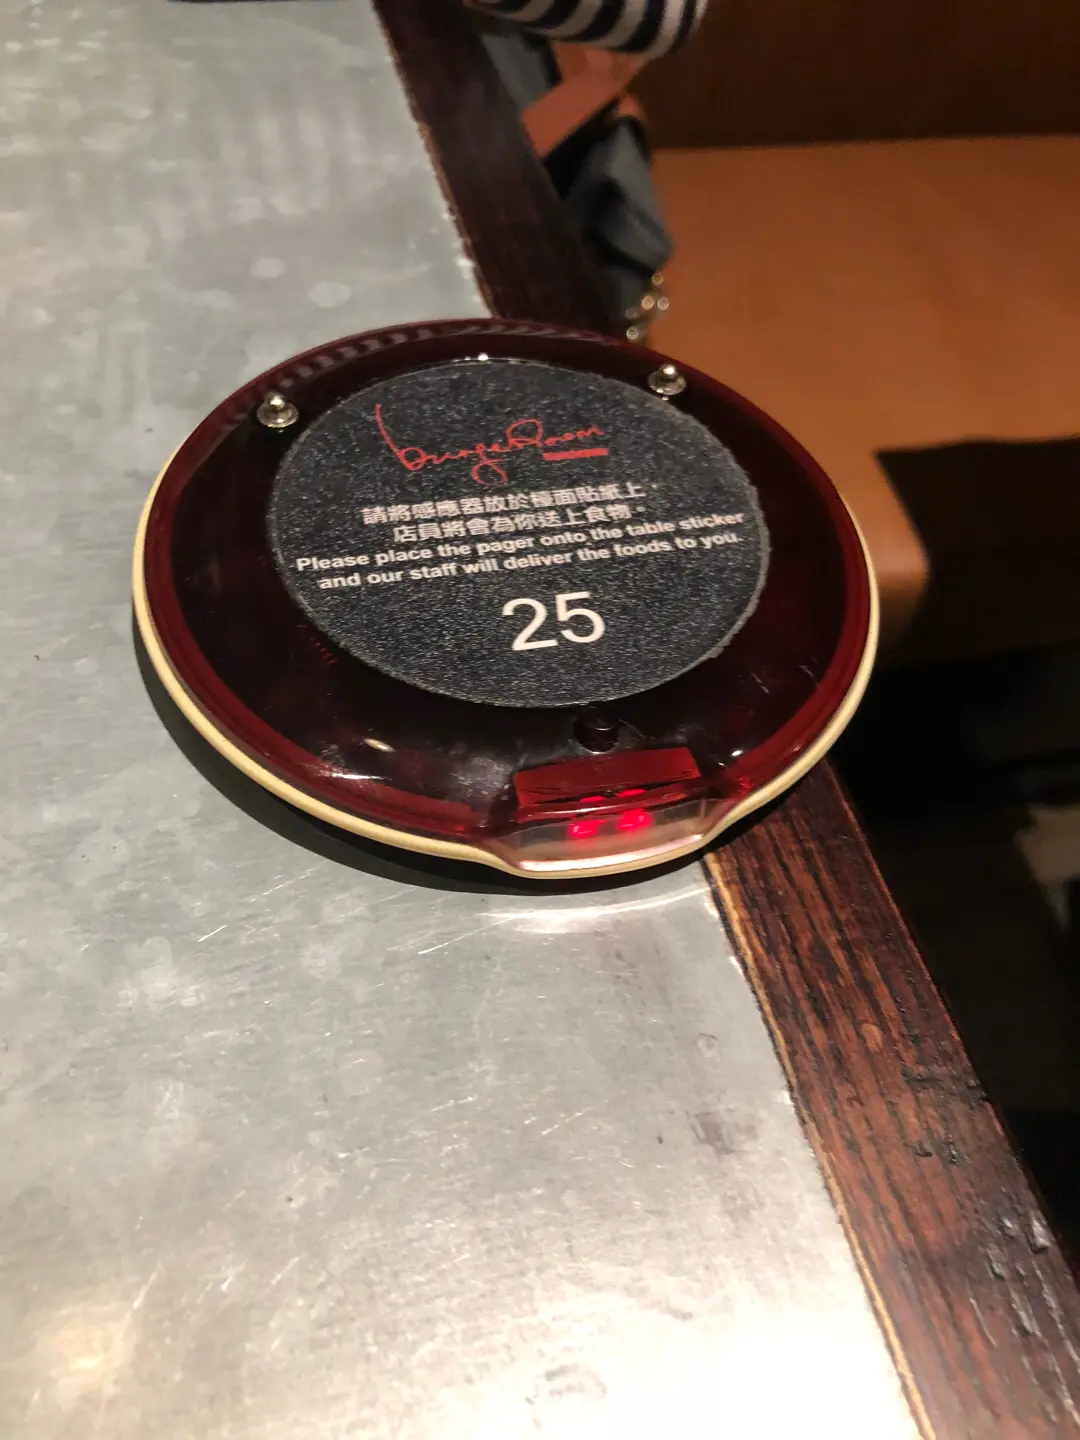 burgeRoom
請將感應器放於檯面貼紙上，
店員將會為你送上食物。
Please place the pager onto the table sticker
and our staff will deliver the foods to you.
25